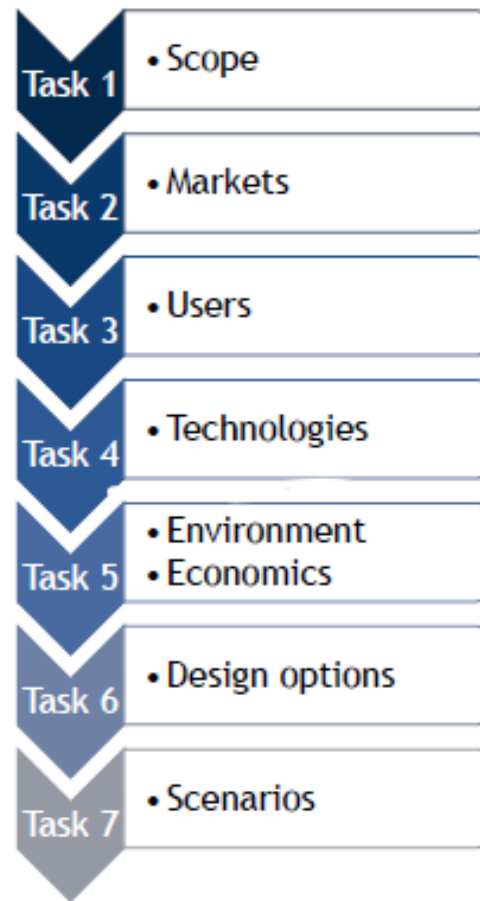 Task 1
• Scope
Task 2
• Markets
Task 3
• Users
Task 4
• Technologies
Task 5
• Environment
• Economics
Task 6
• Design options
Task 7
• Scenarios